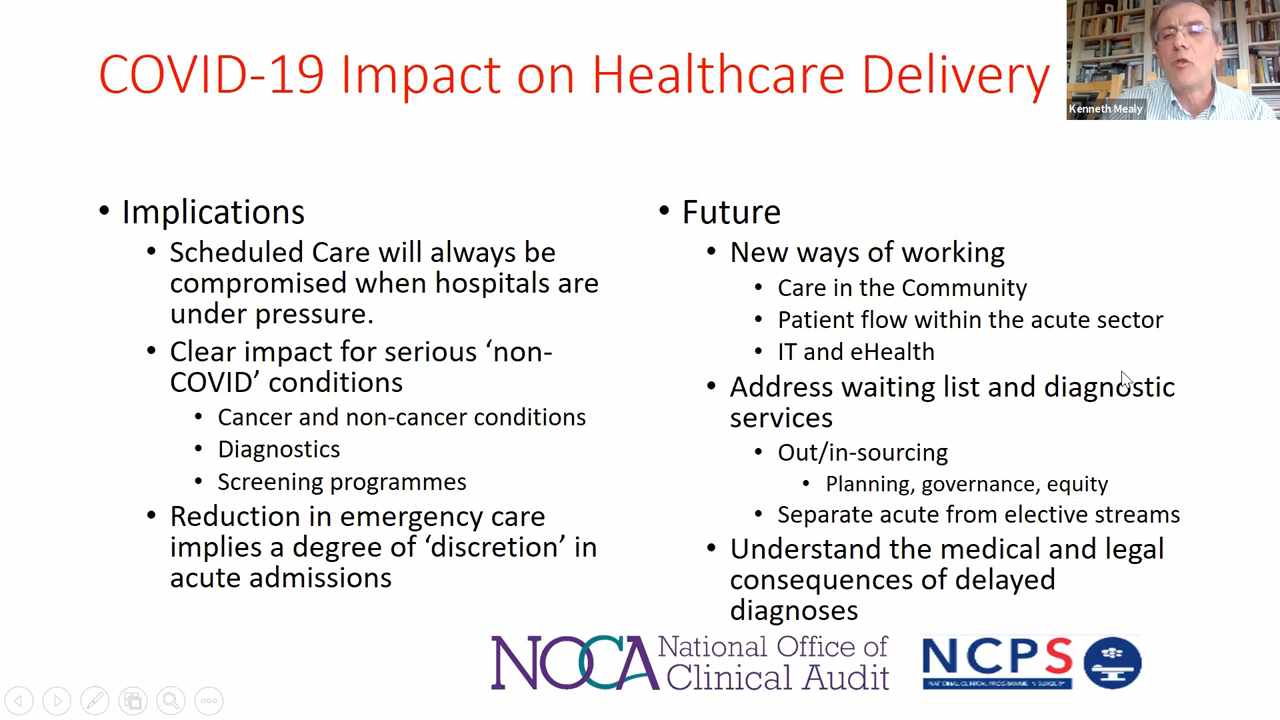 COVID-19 Impact on Healthcare Delivery
Kenneth Mealy
• Implications
• Scheduled Care will always be
compromised when hospitals are
under pressure.
• Clear impact for serious ‘non-
COVID’ conditions
• Cancer and non-cancer conditions
• Diagnostics
• Screening programmes
• Reduction in emergency care
implies a degree of ‘discretion’ in
acute admissions
• Future
• New ways of working
• Care in the Community
• Patient flow within the acute sector
• IT and eHealth
• Address waiting list and diagnostic
services
• Out/in-sourcing
• Planning, governance, equity
• Separate acute from elective streams
• Understand the medical and legal
consequences of delayed
diagnoses
NOCA National Office of
Clinical Audit
NCPS
NATIONAL CLINICAL PROGRAMME IN SURGERY